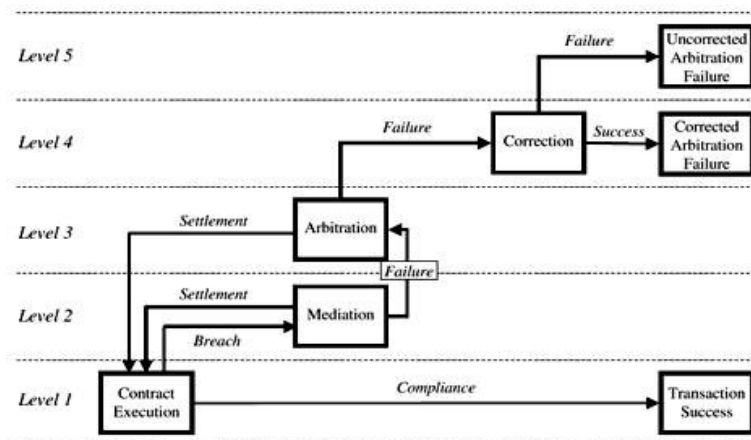 Level 5
Failure
Uncorrected
Arbitration
Failure
Level 4
Failure
Correction
Success
Corrected
Arbitration
Failure
Level 3
Settlement
Arbitration
Failure
Level 2
Settlement
Mediation
Breach
Level 1
Contract
Execution
Compliance
Transaction
Success